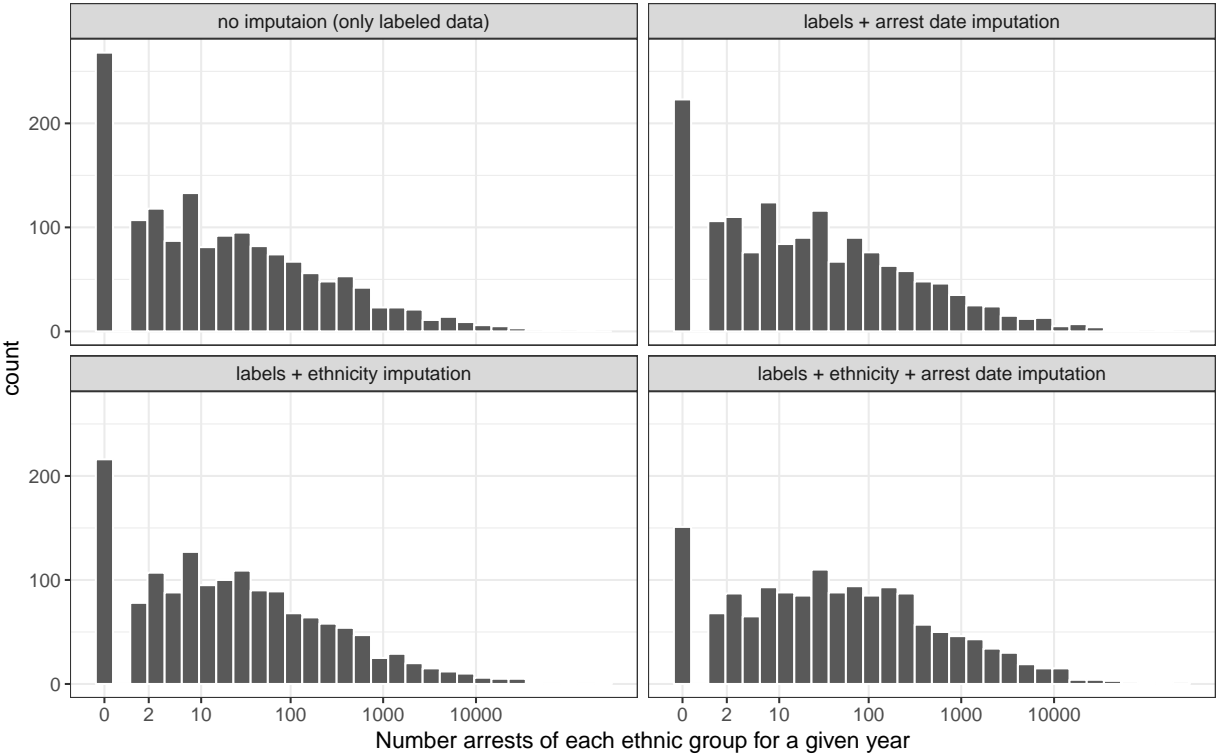 no imputaion (only labeled data)
labels + arrest date imputation
200
100
0
labels + ethnicity imputation
labels + ethnicity + arrest date imputation
200
100
0
count
0 2 10 100 1000 10000
0 2 10 100 1000 10000
Number arrests of each ethnic group for a given year